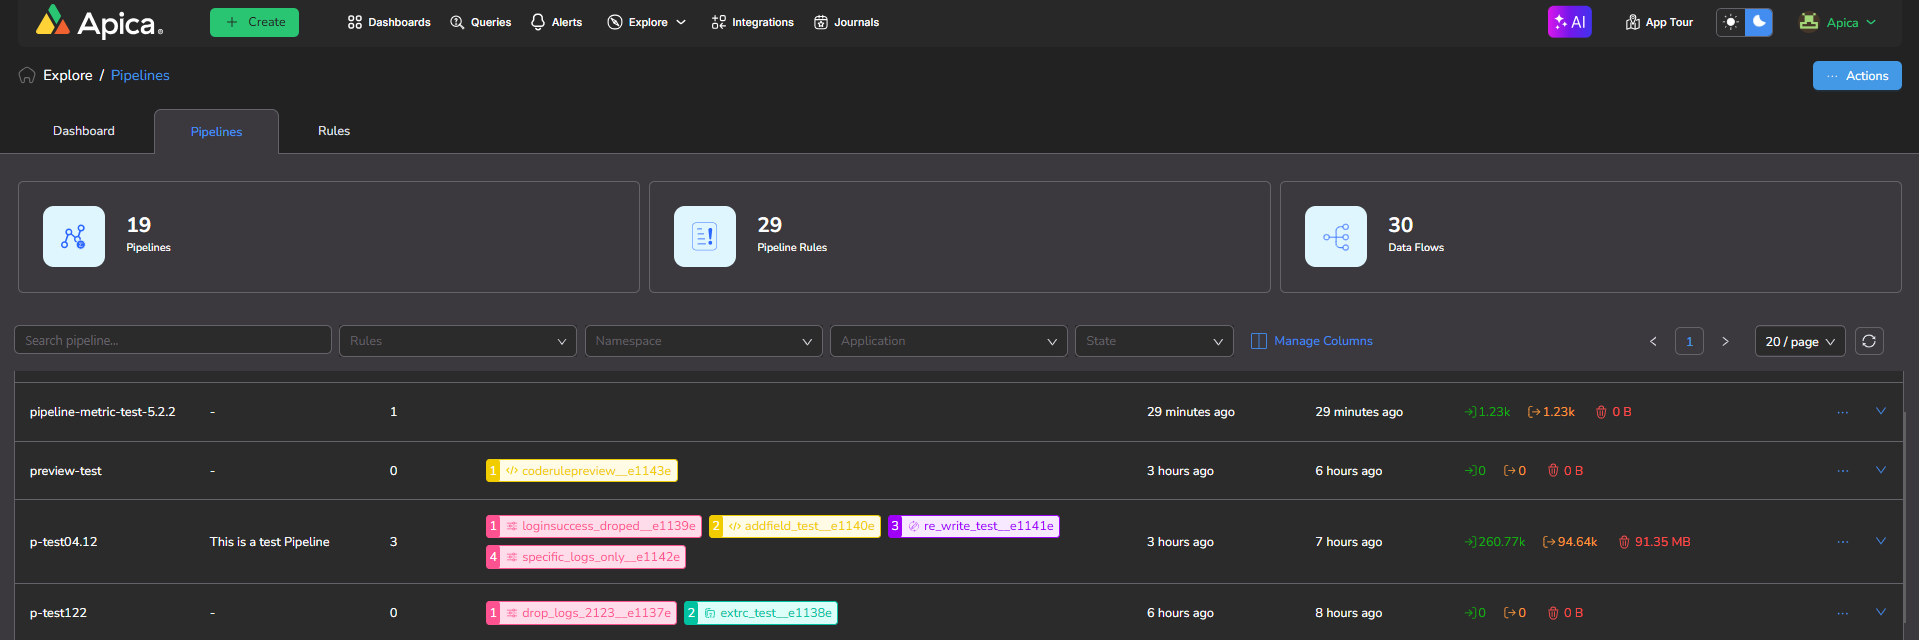 Apica
Create
Dashboards
Queries
Alerts
Explore
Integrations
Journals
AI
App Tour
Apica
Explore / Pipelines
··· Actions
Dashboard
Pipelines
Rules
19
Pipelines
29
Pipeline Rules
30
Data Flows
Search pipeline...
Rules
Namespace
Application
State
Manage Columns
< 1 >
20 / page
pipeline-metric-test-5.2.2 - 1 29 minutes ago 29 minutes ago 1.23k 1.23k 0 B ···
preview-test - 0 1 </> coderulepreview__e1143e 3 hours ago 6 hours ago 0 0 0 B ···
1 loginsuccess_droped__e1139e 2 </> addfield_test__e1140e 3 re_write_test__e1141e
p-test04.12 This is a test Pipeline 3 3 hours ago 7 hours ago 260.77k 94.64k 91.35 MB ···
4 specific_logs_only__e1142e
p-test122 - 0 1 drop_logs_2123__e1137e 2 extrc_test__e1138e 6 hours ago 8 hours ago 0 0 0 B ···